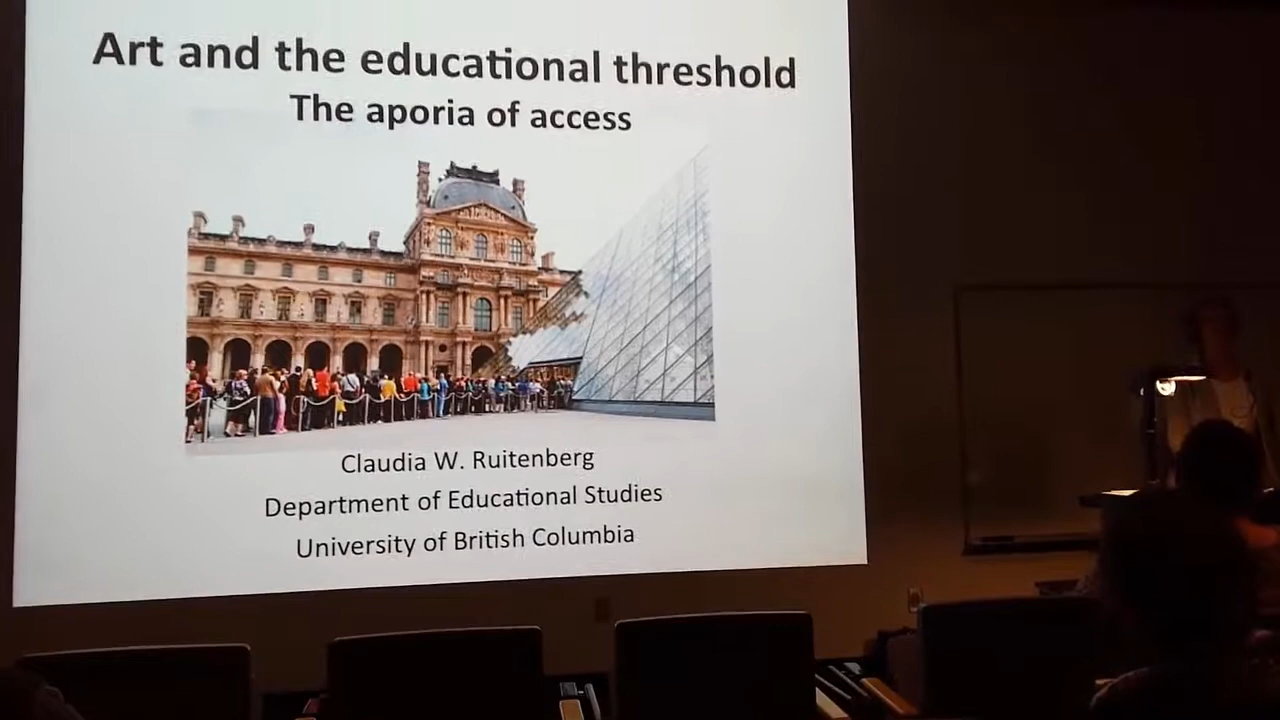 Art and the educational threshold
The aporia of access
Claudia W. Ruitenberg
Department of Educational Studies
University of British Columbia